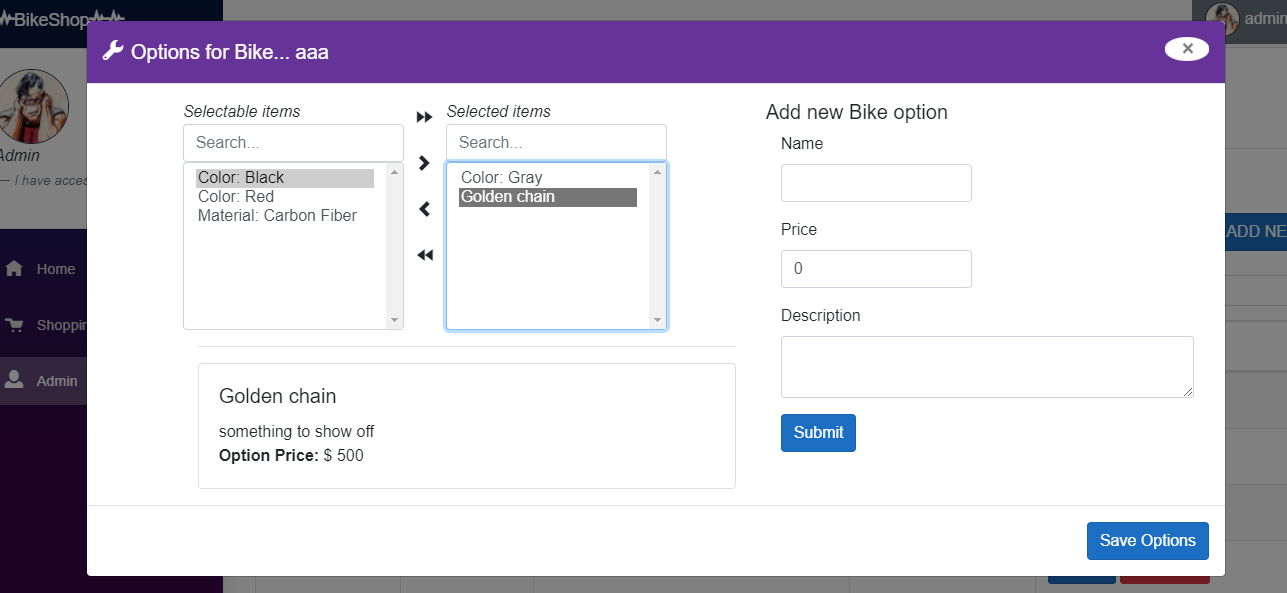 BikeShop
admin
Options for Bike... aaa
Selectable items
Search...
Color: Black
Color: Red
Material: Carbon Fiber
Selected items
Search...
Color: Gray
Golden chain
Golden chain
something to show off
Option Price: $ 500
Add new Bike option
Name
Price
0
Description
Submit
Save Options
Admin
— I have acces
Home
Shoppin
Admin
ADD NE